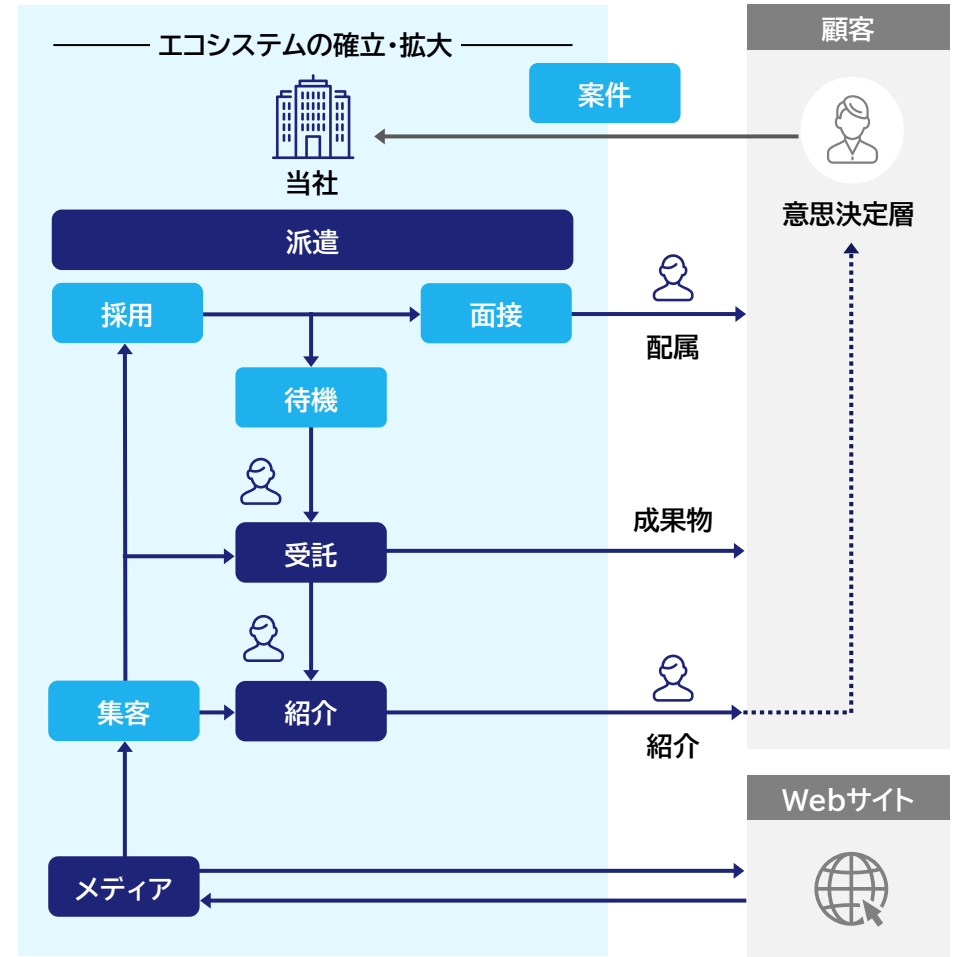 エコシステムの確立・拡大
顧客
案件
当社
意思決定層
派遣
採用
面接
配属
待機
成果物
受託
集客
紹介
紹介
Webサイト
メディア